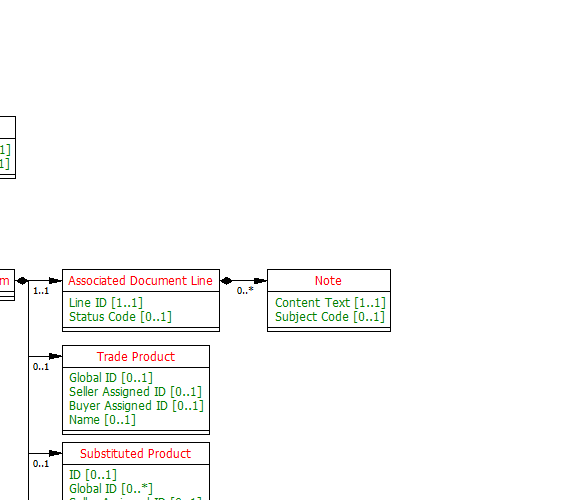 1]
1]
m
1..1
Associated Document Line
Line ID [1..1]
Status Code [0..1]
0..*
Note
Content Text [1..1]
Subject Code [0..1]
0..1
Trade Product
Global ID [0..1]
Seller Assigned ID [0..1]
Buyer Assigned ID [0..1]
Name [0..1]
0..1
Substituted Product
ID [0..1]
Global ID [0..*]